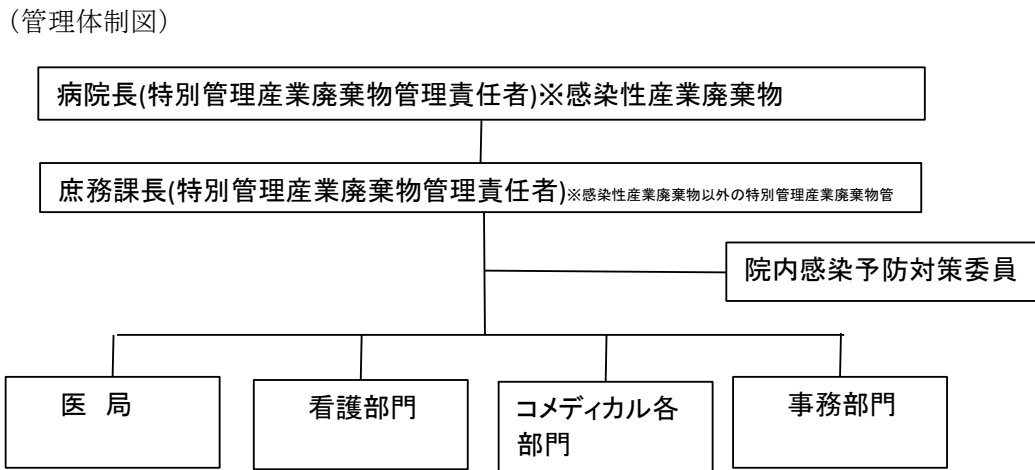 （管理体制図）
病院長(特別管理産業廃棄物管理責任者)※感染性産業廃棄物
庶務課長(特別管理産業廃棄物管理責任者)※感染性産業廃棄物以外の特別管理産業廃棄物管
院内感染予防対策委員
医　局
看護部門
コメディカル各
部門
事務部門